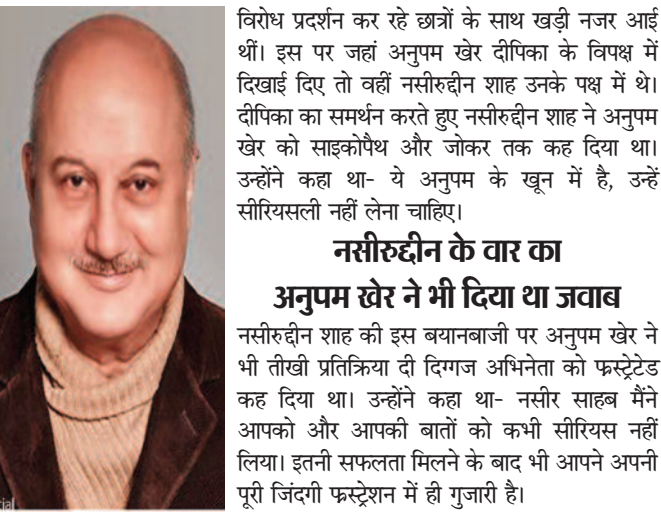 विरोध प्रदर्शन कर रहे छात्रों के साथ खड़ी नजर आई
थीं। इस पर जहां अनुपम खेर दीपिका के विपक्ष में
दिखाई दिए तो वहीं नसीरुद्दीन शाह उनके पक्ष में थे।
दीपिका का समर्थन करते हुए नसीरुद्दीन शाह ने अनुपम
खेर को साइकोपैथ और जोकर तक कह दिया था।
उन्होंने कहा था- ये अनुपम के खून में है, उन्हें
सीरियसली नहीं लेना चाहिए।
नसीरुद्दीन के वार का
अनुपम खेर ने भी दिया था जवाब
नसीरुद्दीन शाह की इस बयानबाजी पर अनुपम खेर ने
भी तीखी प्रतिक्रिया दी दिग्गज अभिनेता को फ्रस्ट्रेटेड
कह दिया था। उन्होंने कहा था- नसीर साहब मैंने
आपको और आपकी बातों को कभी सीरियस नहीं
लिया। इतनी सफलता मिलने के बाद भी आपने अपनी
पूरी जिंदगी फ्रस्ट्रेशन में ही गुजारी है।
cial